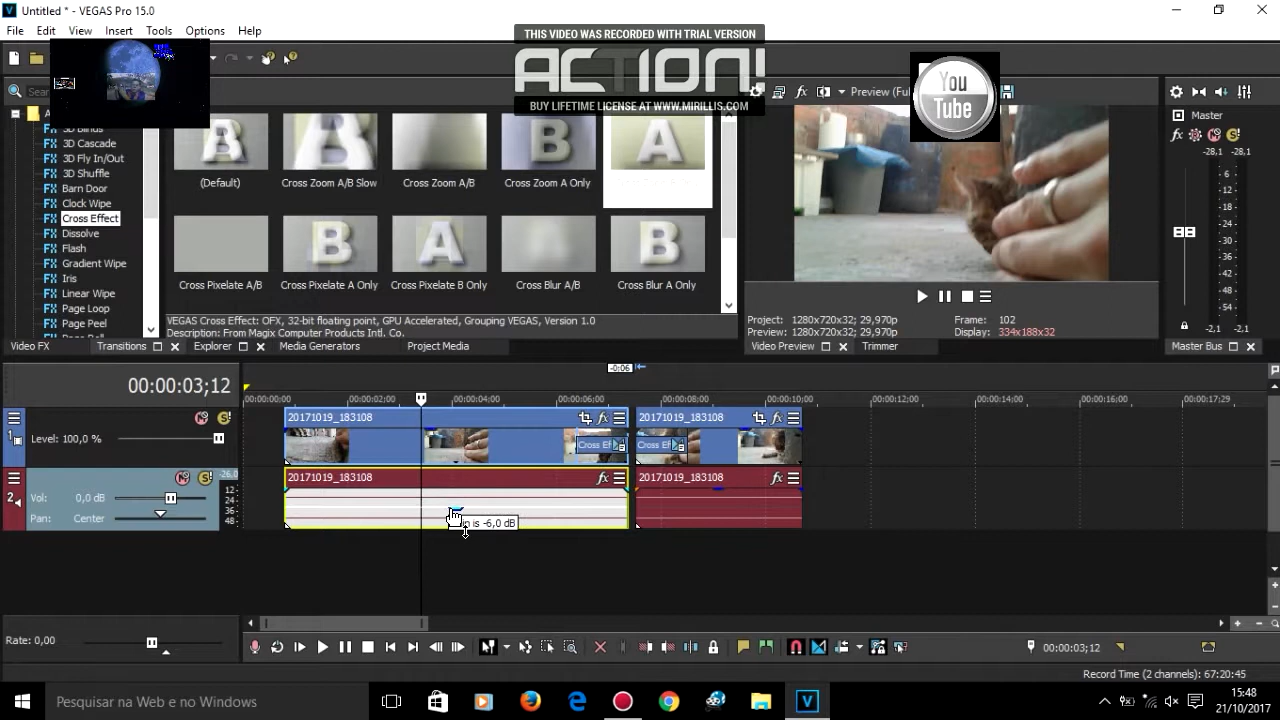 Untitled * - VEGAS Pro 15.0
File Edit View Insert Tools Options Help
THIS VIDEO WAS RECORDED WITH TRIAL VERSION
ACTION!
BUY LIFETIME LICENSE AT WWW.MIRILLIS.COM
You
Tube
Preview (Ful
Master
3D Blinds
3D Cascade
3D Fly In/Out
3D Shuffle
Barn Door
Clock Wipe
Cross Effect
Dissolve
Flash
Gradient Wipe
Iris
Linear Wipe
Page Loop
Page Peel
(Default) Cross Zoom A/B Slow Cross Zoom A/B Cross Zoom A Only
Cross Pixelate A/B Cross Pixelate A Only Cross Pixelate B Only Cross Blur A/B Cross Blur A Only
VEGAS Cross Effect: OFX, 32-bit floating point, GPU Accelerated, Grouping VEGAS, Version 1.0
Description: From Magix Computer Products Intl. Co.
Project: 1280x720x32; 29,970p Frame: 102
Preview: 1280x720x32; 29,970p Display: 334x188x32
-28,1 -28,1
6
12
18
24
30
36
42
48
54
-2,1 -2,1
Video FX Transitions Explorer Media Generators Project Media Video Preview Trimmer Master Bus
-0:06
00:00:03;12
00:00:00;00 00:00:02;00 00:00:04;00 00:00:06;00 00:00:08;00 00:00:10;00 00:00:12;00 00:00:14;00 00:00:16;00 00:00:17;29
1 Level: 100,0 % 20171019_183108 20171019_183108
Cross Ef Cross Ef
2 Vol: 0,0 dB
Pan: Center
-26,0
12
24
36
48
20171019_183108 20171019_183108
in is -6,0 dB
Rate: 0,00
00:00:03;12
Record Time (2 channels): 67:20:45
Pesquisar na Web e no Windows
15:48
21/10/2017